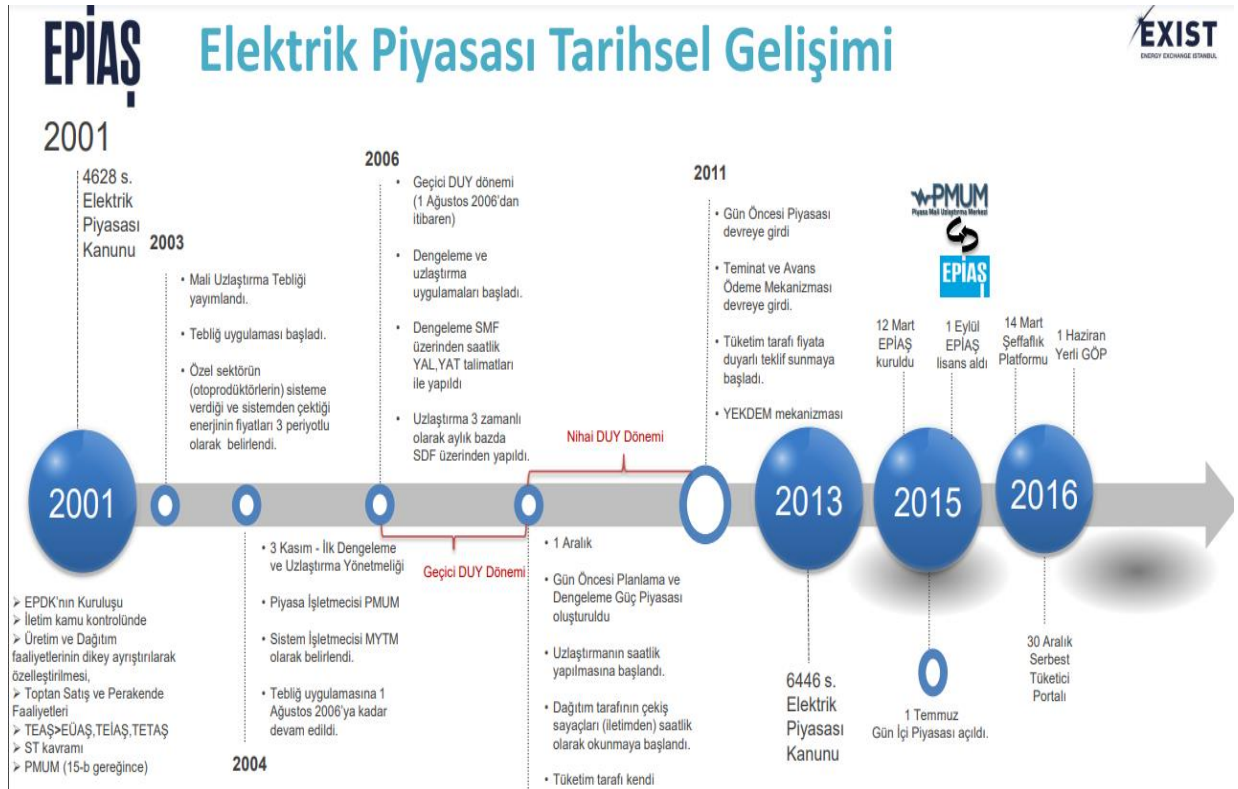 EPİAŞ
Elektrik Piyasası Tarihsel Gelişimi
EXIST
ENERGY EXCHANGE ISTANBUL
2001
4628 s.
Elektrik
Piyasası
Kanunu
2003
• Mali Uzlaştırma Tebliği
yayımlandı.
• Tebliğ uygulaması başladı.
• Özel sektörün
(otoprodüktörlerin) sisteme
verdiği ve sistemden çektiği
enerjinin fiyatları 3 periyotlu
olarak belirlendi.
2006
• Geçici DUY dönemi
(1 Ağustos 2006'dan
itibaren)
• Dengeleme ve
uzlaştırma
uygulamaları başladı.
• Dengeleme SMF
üzerinden saatlik
YAL,YAT talimatları
ile yapıldı
• Uzlaştırma 3 zamanlı
olarak aylık bazda
SDF üzerinden yapıldı.
Nihai DUY Dönemi
2011
• Gün Öncesi Piyasası
devreye girdi
• Teminat ve Avans
Ödeme Mekanizması
devreye girdi.
• Tüketim tarafı fiyata
duyarlı teklif sunmaya
başladı.
• YEKDEM mekanizması
PMUM
Piyasa Mali Uzlaştırma Merkezi
EPİAŞ
12 Mart
EPİAŞ
kuruldu
1 Eylül
EPİAŞ
lisans aldı
14 Mart
Şeffaflık
Platformu
1 Haziran
Yerli GÖP
2001
2013
2015
2016
➢ EPDK'nın Kuruluşu
➢ İletim kamu kontrolünde
➢ Üretim ve Dağıtım
faaliyetlerinin dikey ayrıştırılarak
özelleştirilmesi,
➢ Toptan Satış ve Perakende
Faaliyetleri
➢ TEAŞ>EÜAŞ,TEİAŞ,TETAŞ
➢ ST kavramı
➢ PMUM (15-b gereğince)
• 3 Kasım - İlk Dengeleme
ve Uzlaştırma Yönetmeliği
• Piyasa İşletmecisi PMUM
• Sistem İşletmecisi MYTM
olarak belirlendi.
• Tebliğ uygulamasına 1
Ağustos 2006'ya kadar
devam edildi.
2004
Geçici DUY Dönemi
• 1 Aralık
• Gün Öncesi Planlama ve
Dengeleme Güç Piyasası
oluşturuldu
• Uzlaştırmanın saatlik
yapılmasına başlandı.
• Dağıtım tarafının çekiş
sayaçları (iletimden) saatlik
olarak okunmaya başlandı.
• Tüketim tarafı kendi
6446 s.
Elektrik
Piyasası
Kanunu
1 Temmuz
Gün İçi Piyasası açıldı.
30 Aralık
Serbest
Tüketici
Portalı